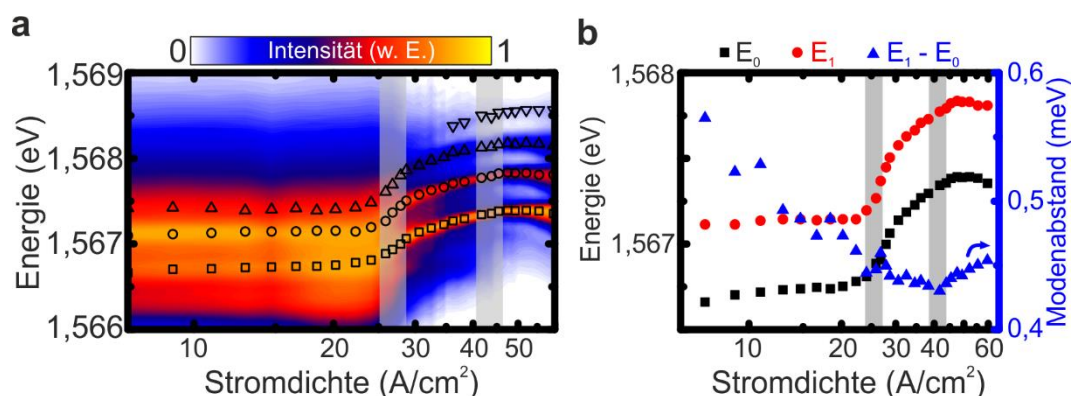 a
0 Intensität (w. E.) 1
1,569
1,568
1,567
1,566
Energie (eV)
10 20 30 40 50
Stromdichte (A/cm²)
b
E₀ E₁ E₁ - E₀
1,568
1,567
Energie (eV)
0,6
0,5
0,4
Modenabstand (meV)
10 20 30 40 60
Stromdichte (A/cm²)